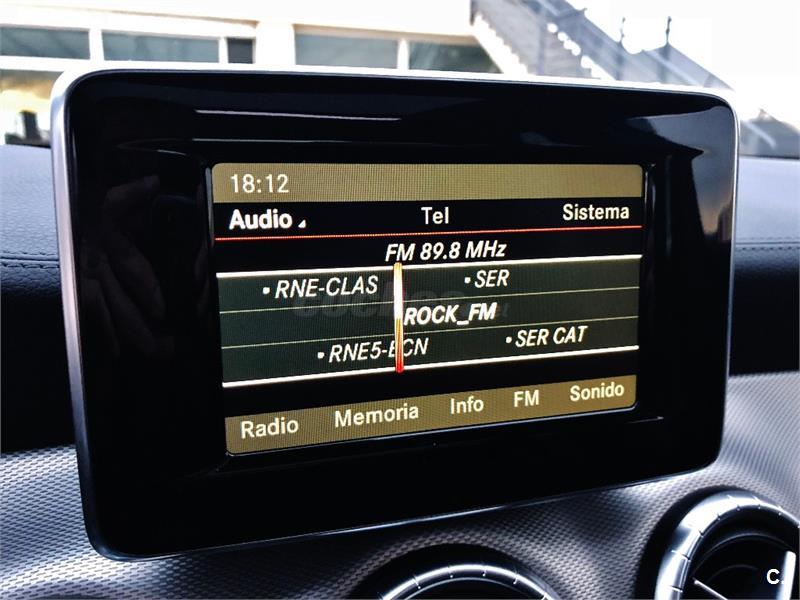 18:12
Audio Tel Sistema
FM 89.8 MHz
RNE-CLAS SER
ROCK_FM
RNE5-BCN SER CAT
Radio Memoria Info FM Sonido
C